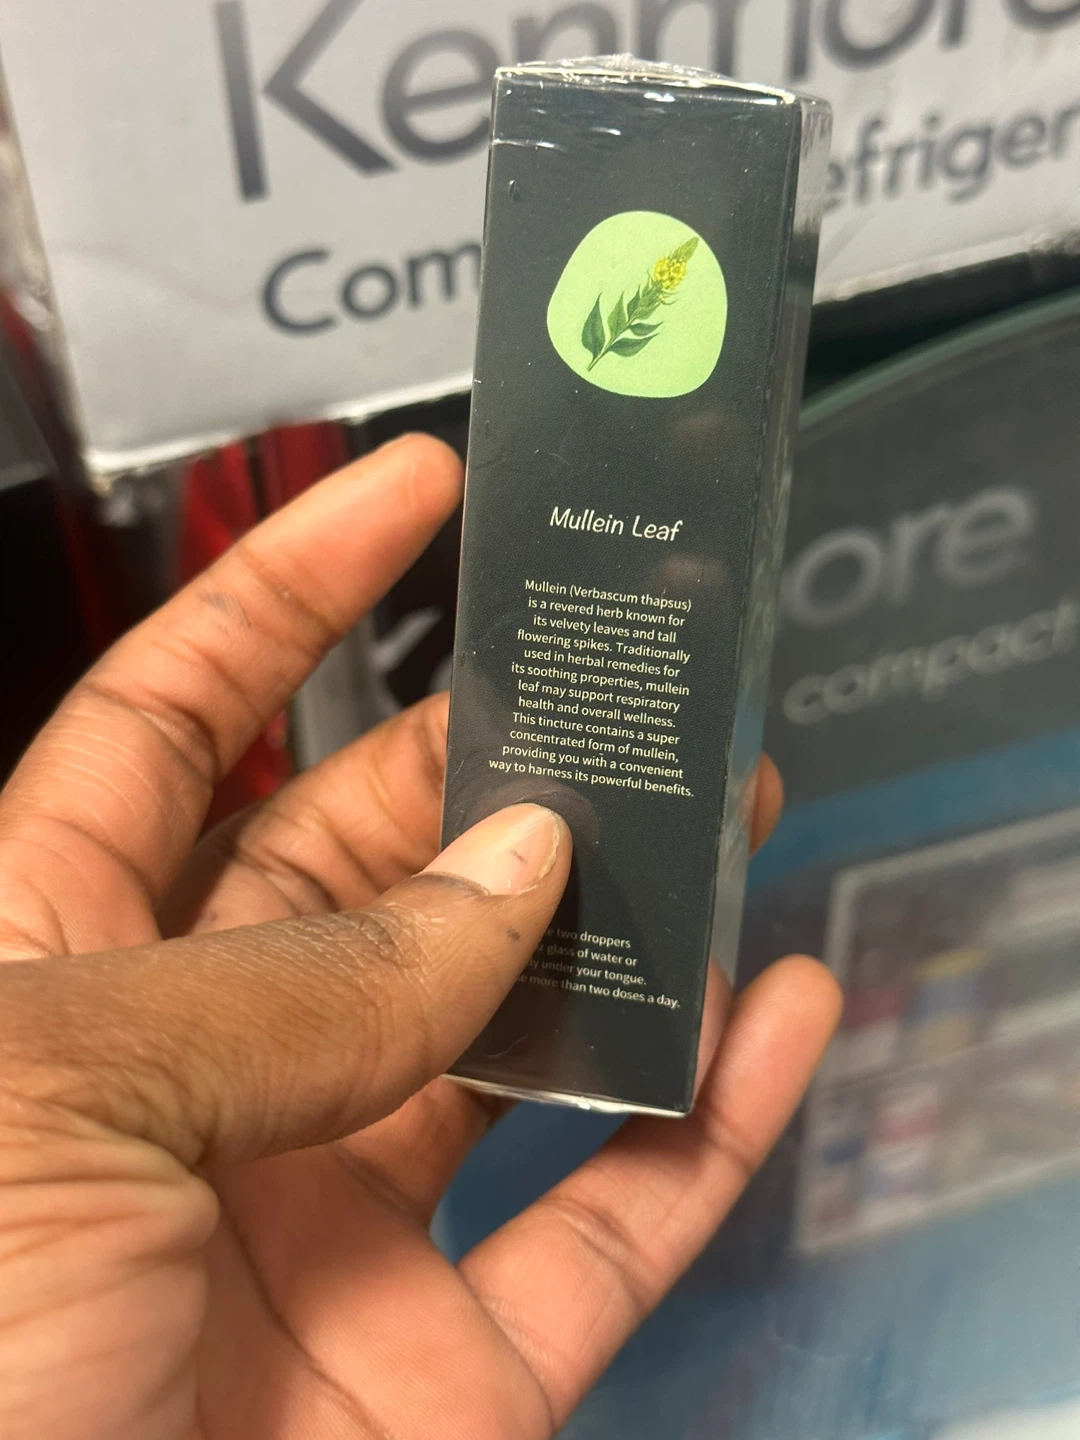 Kenmore
Com
efriger
Mullein Leaf
Mullein (Verbascum thapsus)
is a revered herb known for
its velvety leaves and tall
flowering spikes. Traditionally
used in herbal remedies for
its soothing properties, mullein
leaf may support respiratory
health and overall wellness.
This tincture contains a super
concentrated form of mullein,
providing you with a convenient
way to harness its powerful benefits.
two droppers
glass of water or
under your tongue.
more than two doses a day.
ore
compact